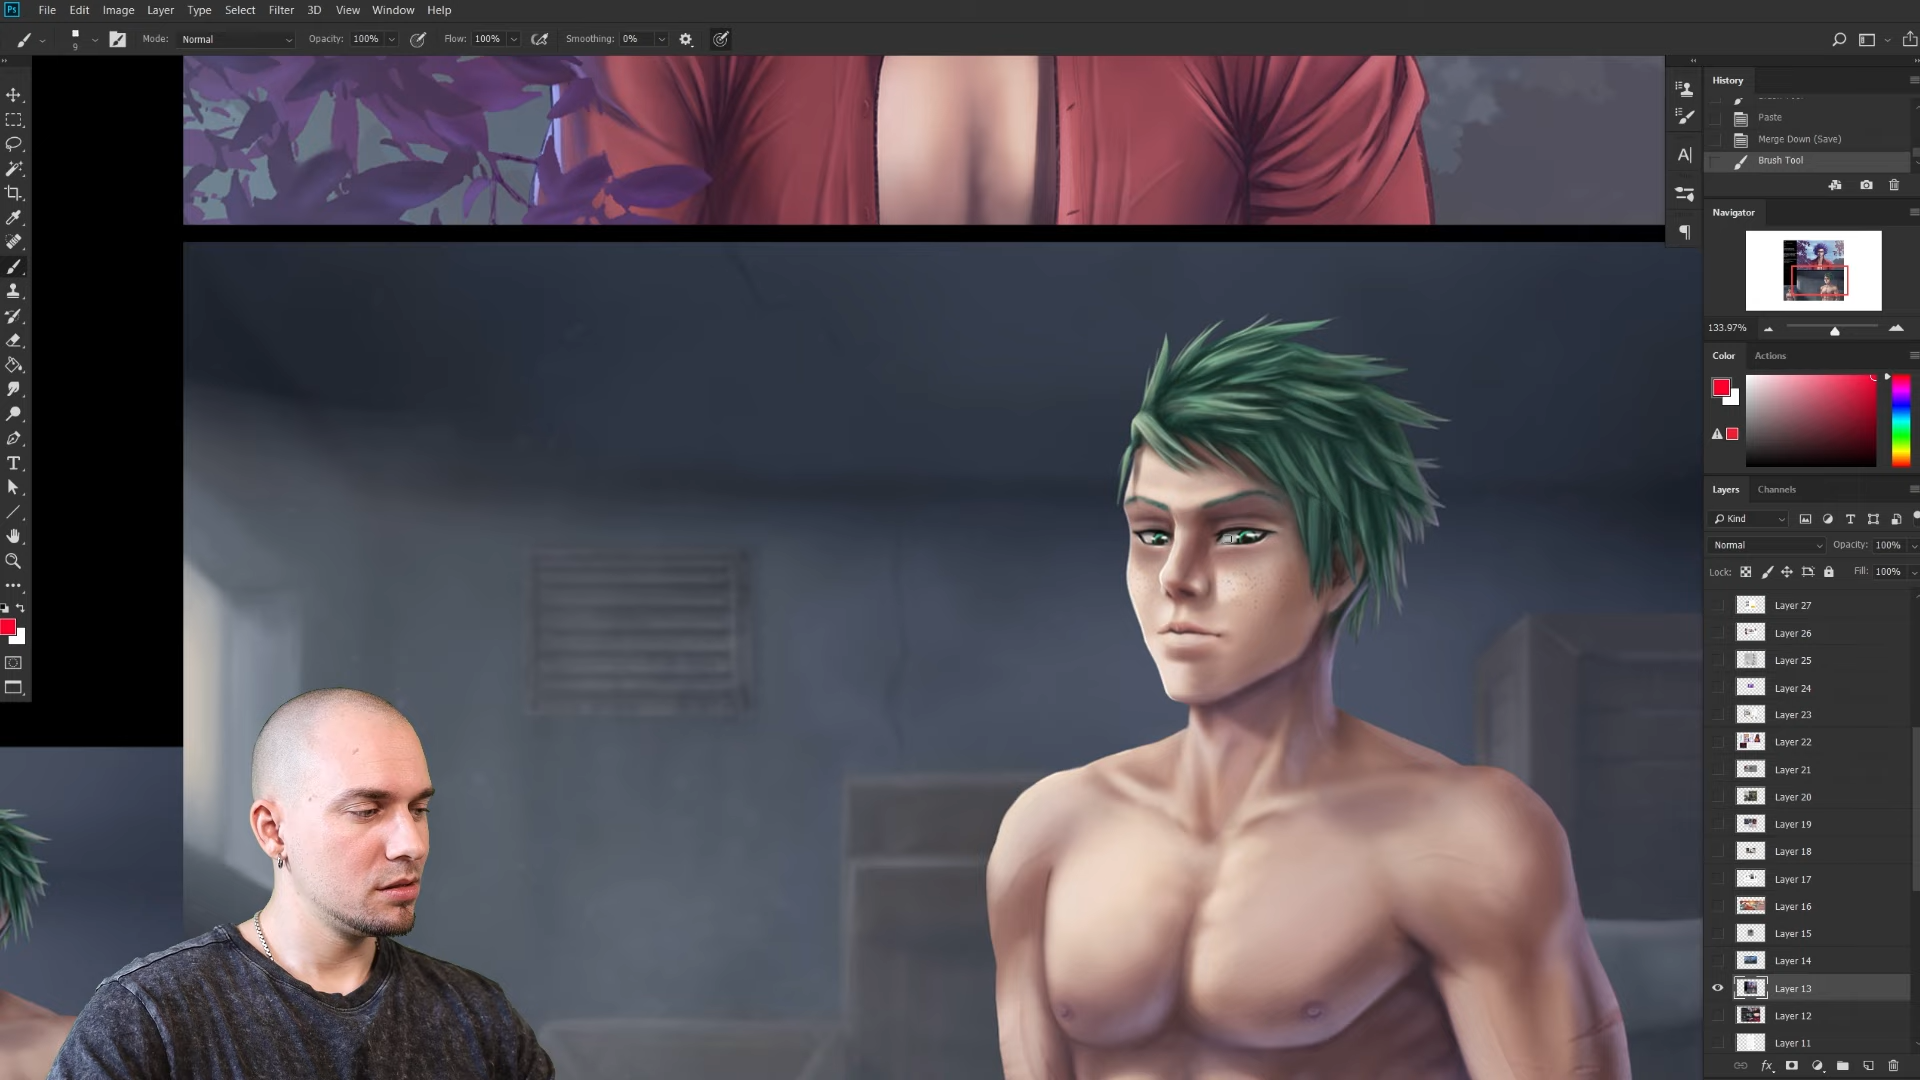 Ps File Edit Image Layer Type Select Filter 3D View Window Help
9 Mode: Normal Opacity: 100% Flow: 100% Smoothing: 0%
History
Paste
Merge Down (Save)
Brush Tool
Navigator
133.97%
Color Actions
Layers Channels
Kind
Normal Opacity: 100%
Lock: Fill: 100%
Layer 27
Layer 26
Layer 25
Layer 24
Layer 23
Layer 22
Layer 21
Layer 20
Layer 19
Layer 18
Layer 17
Layer 16
Layer 15
Layer 14
Layer 13
Layer 12
Layer 11
fx